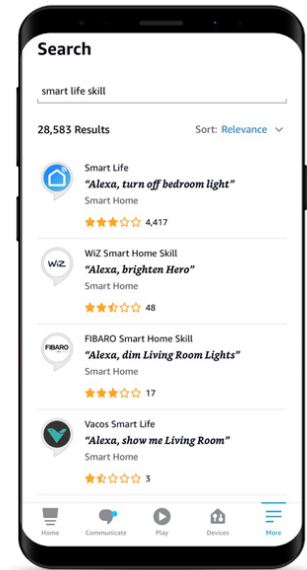 Search
smart life skill
28,583 Results
Sort: Relevance
Smart Life
“Alexa, turn off bedroom light”
Smart Home
4,417
WiZ
WiZ Smart Home Skill
“Alexa, brighten Hero”
Smart Home
48
FIBARO
FIBARO Smart Home Skill
“Alexa, dim Living Room Lights”
Smart Home
17
Vacos Smart Life
“Alexa, show me Living Room”
Smart Home
3
Home Communicate Play Devices More